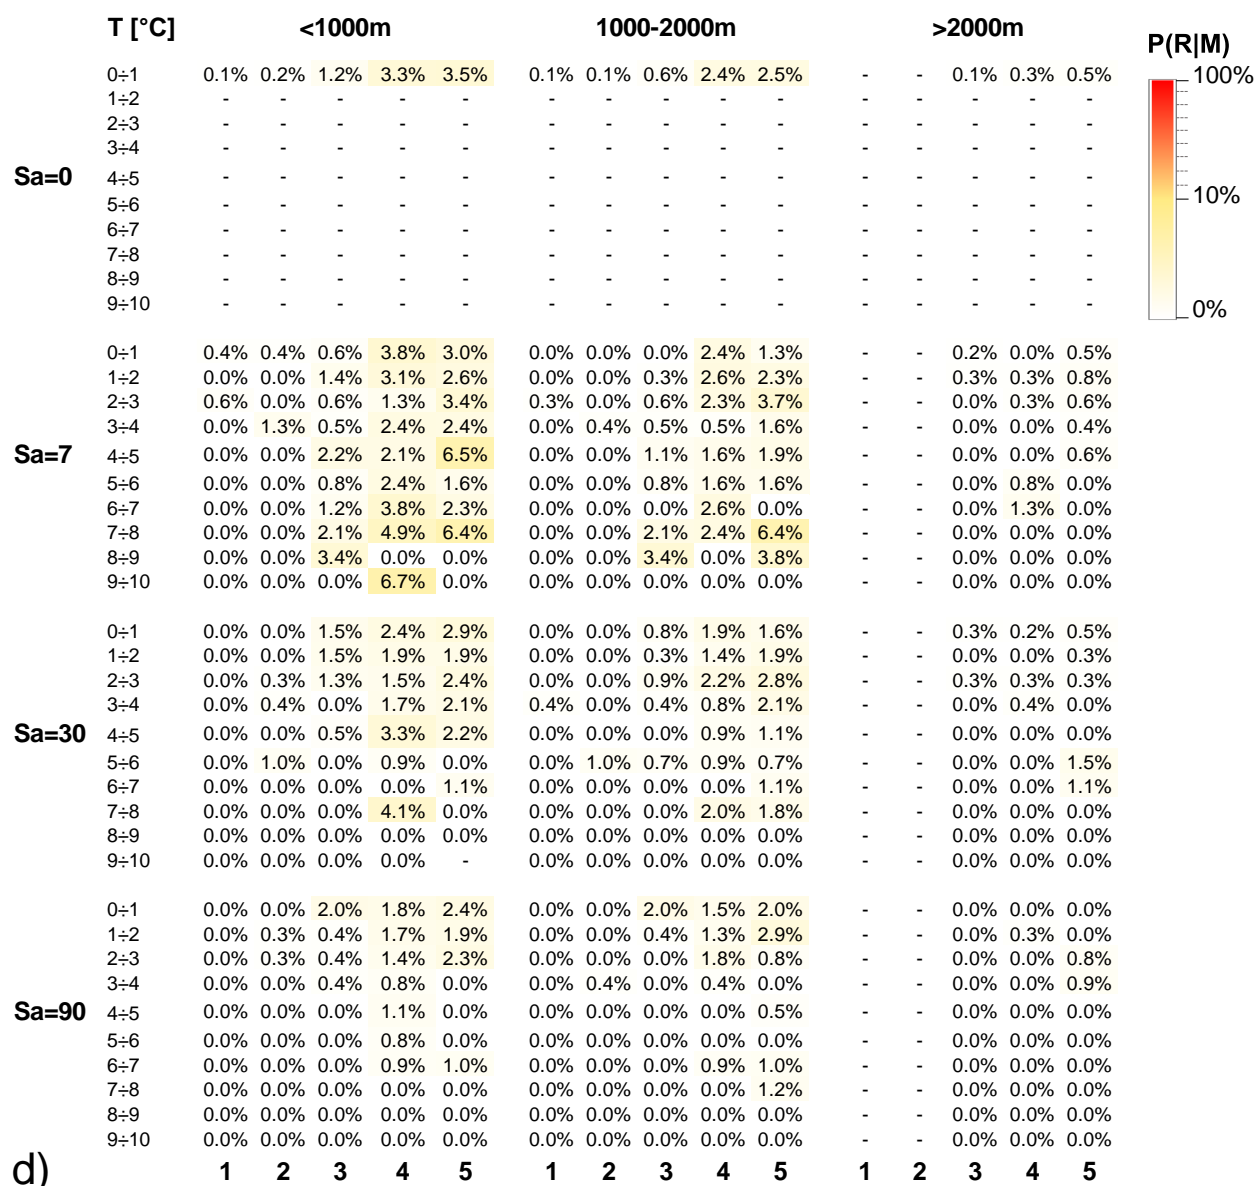 T [°C] <1000m 1000-2000m >2000m
P(R|M)
100%
10%
0%
0÷1 0.1% 0.2% 1.2% 3.3% 3.5% 0.1% 0.1% 0.6% 2.4% 2.5% - - 0.1% 0.3% 0.5%
1÷2 - - - - - - - - - - - - - - -
2÷3 - - - - - - - - - - - - - - -
3÷4 - - - - - - - - - - - - - - -
Sa=0 4÷5 - - - - - - - - - - - - - - -
5÷6 - - - - - - - - - - - - - - -
6÷7 - - - - - - - - - - - - - - -
7÷8 - - - - - - - - - - - - - - -
8÷9 - - - - - - - - - - - - - - -
9÷10 - - - - - - - - - - - - - - -
0÷1 0.4% 0.4% 0.6% 3.8% 3.0% 0.0% 0.0% 0.0% 2.4% 1.3% - - 0.2% 0.0% 0.5%
1÷2 0.0% 0.0% 1.4% 3.1% 2.6% 0.0% 0.0% 0.3% 2.6% 2.3% - - 0.3% 0.3% 0.8%
2÷3 0.6% 0.0% 0.6% 1.3% 3.4% 0.3% 0.0% 0.6% 2.3% 3.7% - - 0.0% 0.3% 0.6%
3÷4 0.0% 1.3% 0.5% 2.4% 2.4% 0.0% 0.4% 0.5% 0.5% 1.6% - - 0.0% 0.0% 0.4%
Sa=7 4÷5 0.0% 0.0% 2.2% 2.1% 6.5% 0.0% 0.0% 1.1% 1.6% 1.9% - - 0.0% 0.0% 0.6%
5÷6 0.0% 0.0% 0.8% 2.4% 1.6% 0.0% 0.0% 0.8% 1.6% 1.6% - - 0.0% 0.8% 0.0%
6÷7 0.0% 0.0% 1.2% 3.8% 2.3% 0.0% 0.0% 0.0% 2.6% 0.0% - - 0.0% 1.3% 0.0%
7÷8 0.0% 0.0% 2.1% 4.9% 6.4% 0.0% 0.0% 2.1% 2.4% 6.4% - - 0.0% 0.0% 0.0%
8÷9 0.0% 0.0% 3.4% 0.0% 0.0% 0.0% 0.0% 3.4% 0.0% 3.8% - - 0.0% 0.0% 0.0%
9÷10 0.0% 0.0% 0.0% 6.7% 0.0% 0.0% 0.0% 0.0% 0.0% 0.0% - - 0.0% 0.0% 0.0%
0÷1 0.0% 0.0% 1.5% 2.4% 2.9% 0.0% 0.0% 0.8% 1.9% 1.6% - - 0.3% 0.2% 0.5%
1÷2 0.0% 0.0% 1.5% 1.9% 1.9% 0.0% 0.0% 0.3% 1.4% 1.9% - - 0.0% 0.0% 0.3%
2÷3 0.0% 0.3% 1.3% 1.5% 2.4% 0.0% 0.0% 0.9% 2.2% 2.8% - - 0.3% 0.3% 0.3%
3÷4 0.0% 0.4% 0.0% 1.7% 2.1% 0.4% 0.0% 0.4% 0.8% 2.1% - - 0.0% 0.4% 0.0%
Sa=30 4÷5 0.0% 0.0% 0.5% 3.3% 2.2% 0.0% 0.0% 0.0% 0.9% 1.1% - - 0.0% 0.0% 0.0%
5÷6 0.0% 1.0% 0.0% 0.9% 0.0% 0.0% 1.0% 0.7% 0.9% 0.7% - - 0.0% 0.0% 1.5%
6÷7 0.0% 0.0% 0.0% 0.0% 1.1% 0.0% 0.0% 0.0% 0.0% 1.1% - - 0.0% 0.0% 1.1%
7÷8 0.0% 0.0% 0.0% 4.1% 0.0% 0.0% 0.0% 0.0% 2.0% 1.8% - - 0.0% 0.0% 0.0%
8÷9 0.0% 0.0% 0.0% 0.0% 0.0% 0.0% 0.0% 0.0% 0.0% 0.0% - - 0.0% 0.0% 0.0%
9÷10 0.0% 0.0% 0.0% 0.0% - 0.0% 0.0% 0.0% 0.0% 0.0% - - 0.0% 0.0% 0.0%
0÷1 0.0% 0.0% 2.0% 1.8% 2.4% 0.0% 0.0% 2.0% 1.5% 2.0% - - 0.0% 0.0% 0.0%
1÷2 0.0% 0.3% 0.4% 1.7% 1.9% 0.0% 0.0% 0.4% 1.3% 2.9% - - 0.0% 0.3% 0.0%
2÷3 0.0% 0.3% 0.4% 1.4% 2.3% 0.0% 0.0% 0.0% 1.8% 0.8% - - 0.0% 0.0% 0.8%
3÷4 0.0% 0.0% 0.4% 0.8% 0.0% 0.0% 0.4% 0.0% 0.4% 0.0% - - 0.0% 0.0% 0.9%
Sa=90 4÷5 0.0% 0.0% 0.0% 1.1% 0.0% 0.0% 0.0% 0.0% 0.0% 0.5% - - 0.0% 0.0% 0.0%
5÷6 0.0% 0.0% 0.0% 0.8% 0.0% 0.0% 0.0% 0.0% 0.0% 0.0% - - 0.0% 0.0% 0.0%
6÷7 0.0% 0.0% 0.0% 0.9% 1.0% 0.0% 0.0% 0.0% 0.9% 1.0% - - 0.0% 0.0% 0.0%
7÷8 0.0% 0.0% 0.0% 0.0% 0.0% 0.0% 0.0% 0.0% 0.0% 1.2% - - 0.0% 0.0% 0.0%
8÷9 0.0% 0.0% 0.0% 0.0% 0.0% 0.0% 0.0% 0.0% 0.0% 0.0% - - 0.0% 0.0% 0.0%
9÷10 0.0% 0.0% 0.0% 0.0% 0.0% 0.0% 0.0% 0.0% 0.0% 0.0% - - 0.0% 0.0% 0.0%
d) 1 2 3 4 5 1 2 3 4 5 1 2 3 4 5